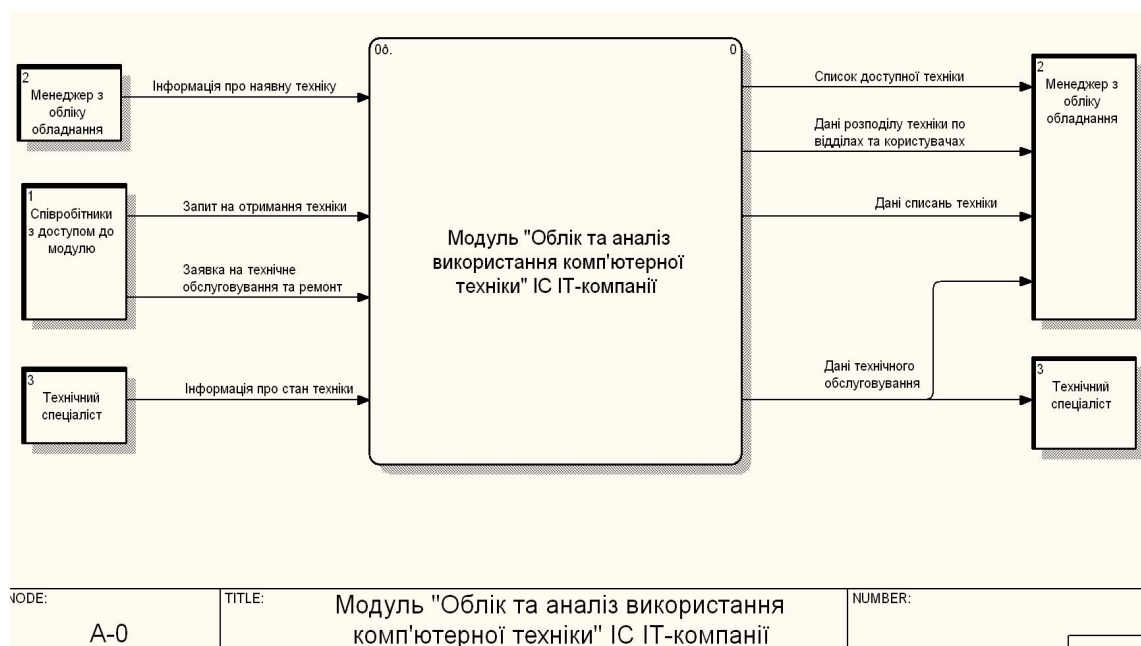 2
Менеджер з
обліку
обладнання
Інформація про наявну техніку
1
Співробітники
з доступом до
модулю
Запит на отримання техніки
Заявка на технічне
обслуговування та ремонт
3
Технічний
спеціаліст
Інформація про стан техніки
0б.
0
Модуль "Облік та аналіз
використання комп'ютерної
техніки" ІС ІТ-компанії
Список доступної техніки
Дані розподілу техніки по
відділах та користувачах
Дані списань техніки
Дані технічного
обслуговування
2
Менеджер з
обліку
обладнання
3
Технічний
спеціаліст
NODE:
A-0
TITLE:
Модуль "Облік та аналіз використання
комп'ютерної техніки" ІС ІТ-компанії
NUMBER: